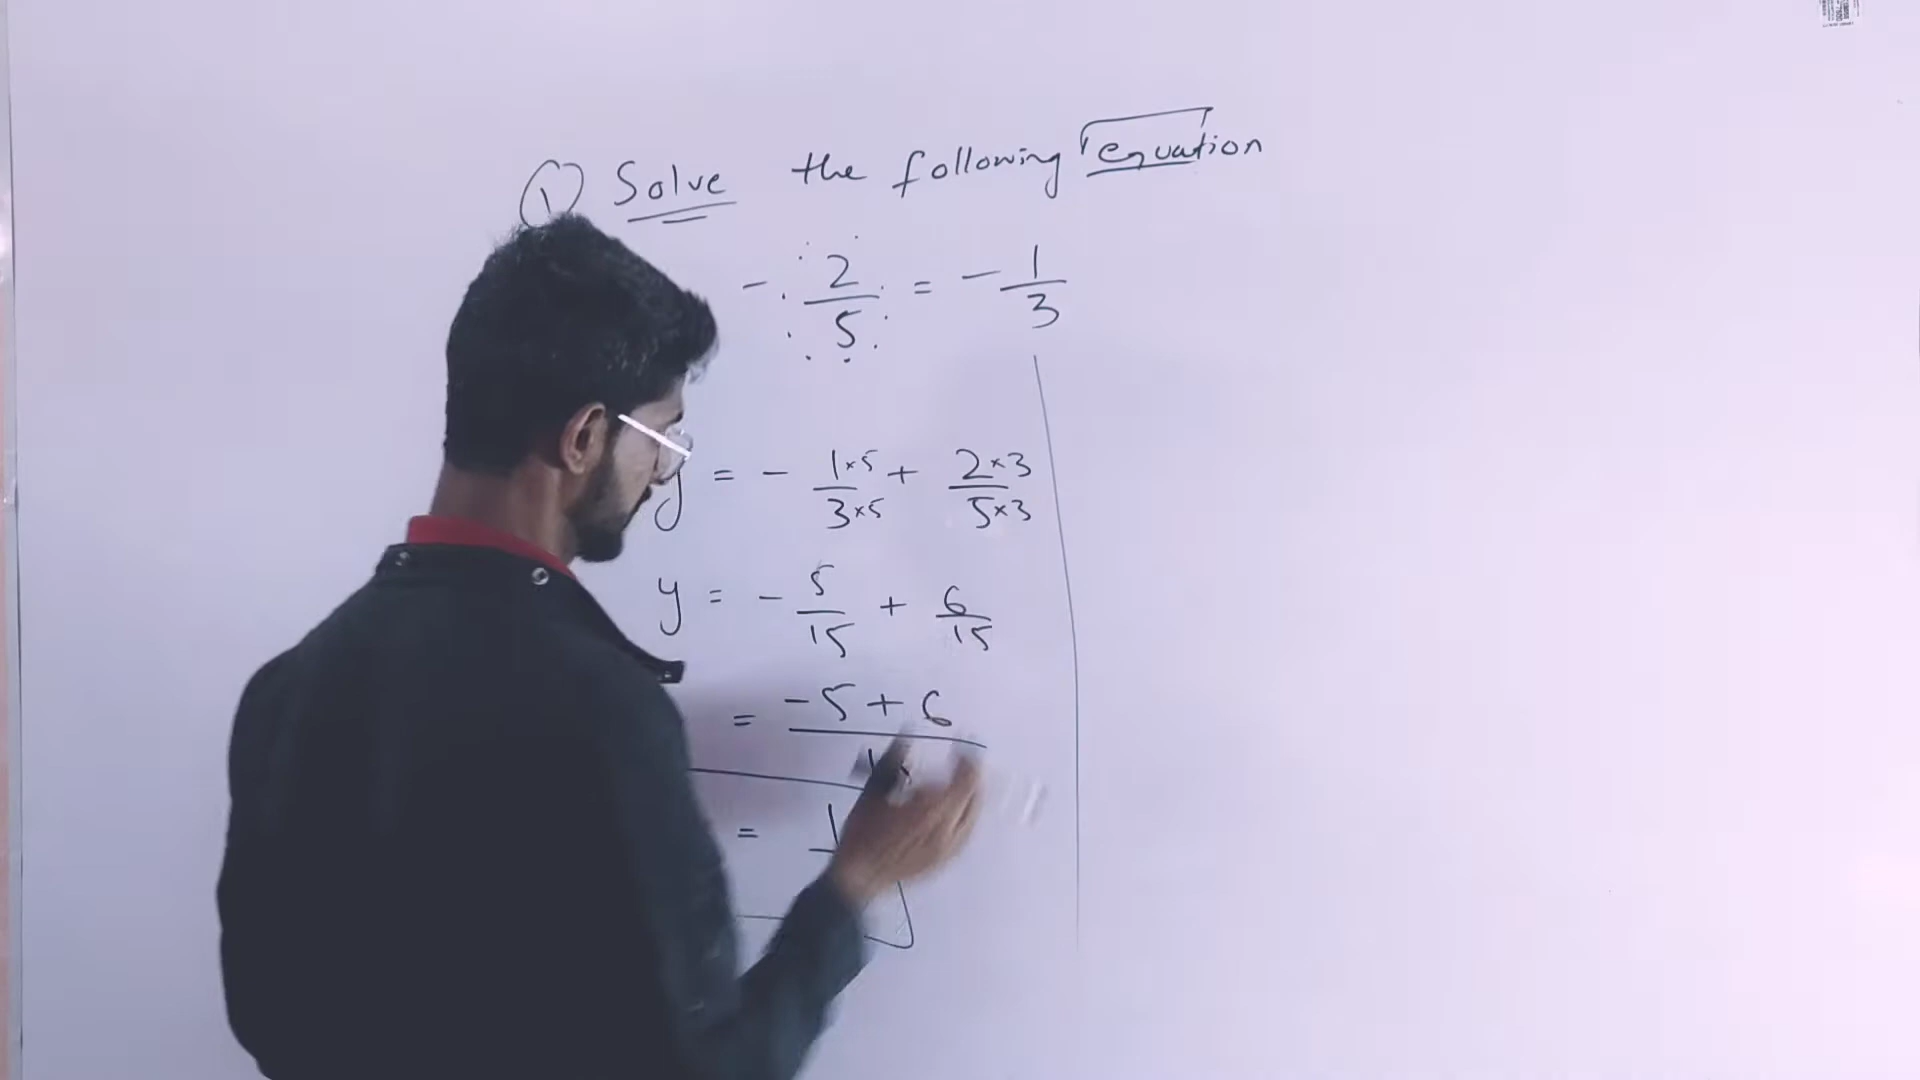 ① Solve the following equation
- 2/5 = - 1/3
y = - 1×5/3×5 + 2×3/5×3
y = - 5/15 + 6/15
= -5+6
= 1